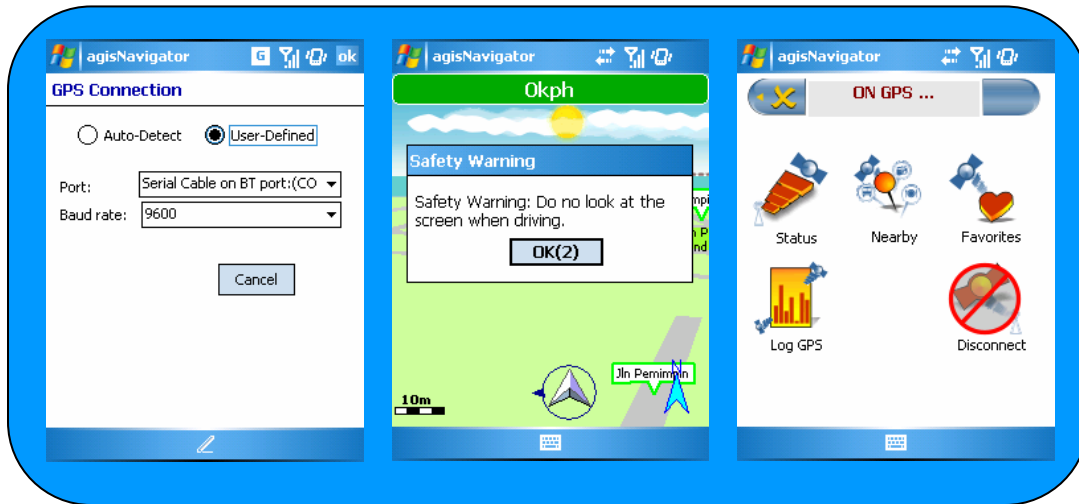 agisNavigator
G
ok
GPS Connection
Auto-Detect
User-Defined
Port:
Serial Cable on BT port:(CO
Baud rate:
9600
Cancel
agisNavigator
0kph
Safety Warning
Safety Warning: Do no look at the
screen when driving.
OK(2)
mpi
n P
nd
Jln Pemimpin
N
10m
agisNavigator
ON GPS ...
Status
Nearby
Favorites
Log GPS
Disconnect